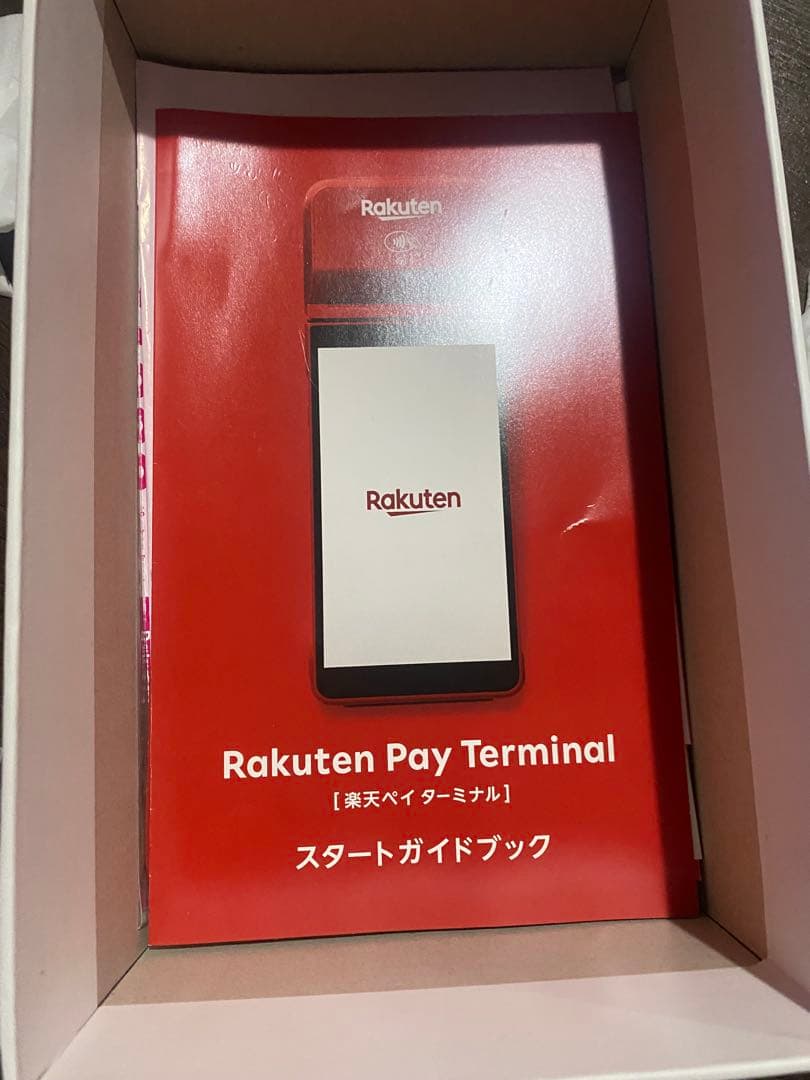 Rakuten
Rakuten
Rakuten Pay Terminal
[ 楽天ペイ ターミナル ]
スタートガイドブック